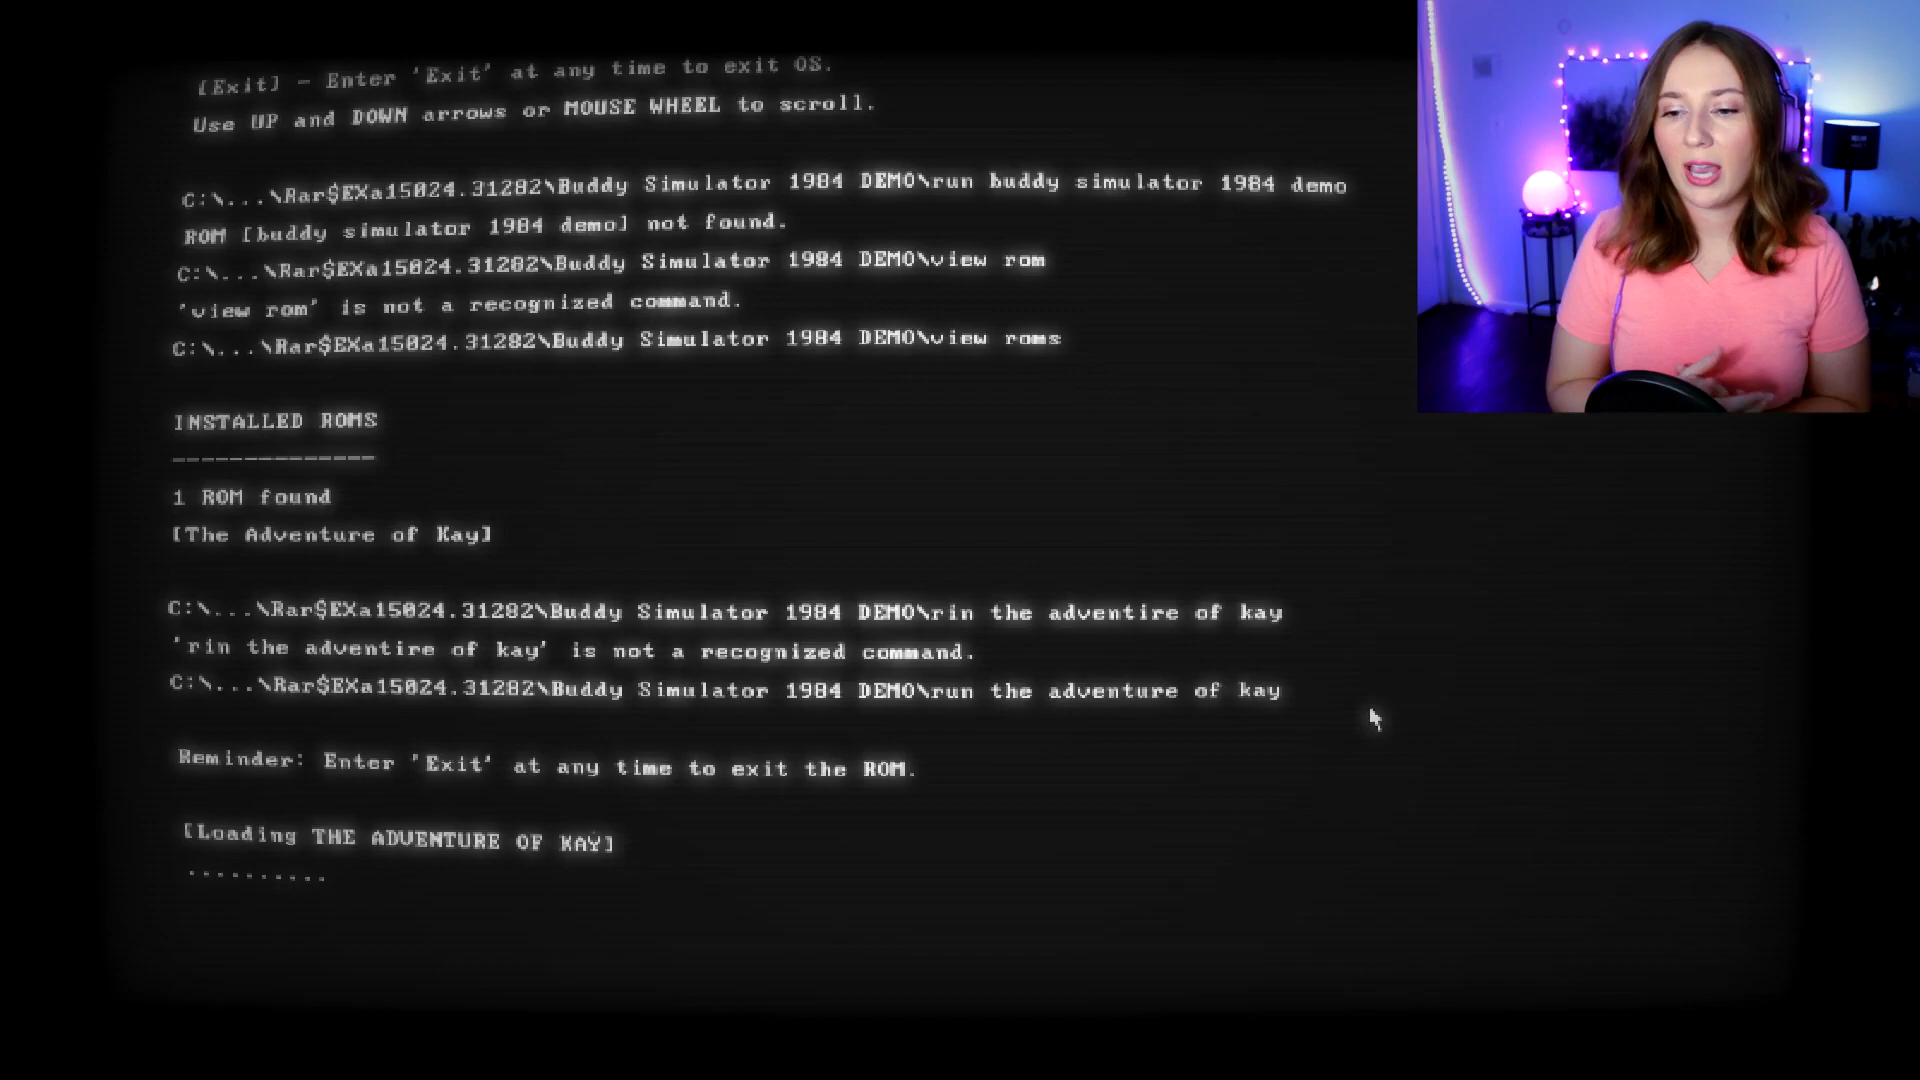 [Exit] - Enter 'Exit' at any time to exit OS.
Use UP and DOWN arrows or MOUSE WHEEL to scroll.
C:\...\Rar$EXa15024.31282\Buddy Simulator 1984 DEMO\run buddy simulator 1984 demo
ROM [buddy simulator 1984 demo] not found.
C:\...\Rar$EXa15024.31282\Buddy Simulator 1984 DEMO\view rom
'view rom' is not a recognized command.
C:\...\Rar$EXa15024.31282\Buddy Simulator 1984 DEMO\view roms
INSTALLED ROMS
--------------
1 ROM found
[The Adventure of Kay]
C:\...\Rar$EXa15024.31282\Buddy Simulator 1984 DEMO\rin the adventire of kay
'rin the adventire of kay' is not a recognized command.
C:\...\Rar$EXa15024.31282\Buddy Simulator 1984 DEMO\run the adventure of kay
Reminder: Enter 'Exit' at any time to exit the ROM.
[Loading THE ADVENTURE OF KAY]
..........